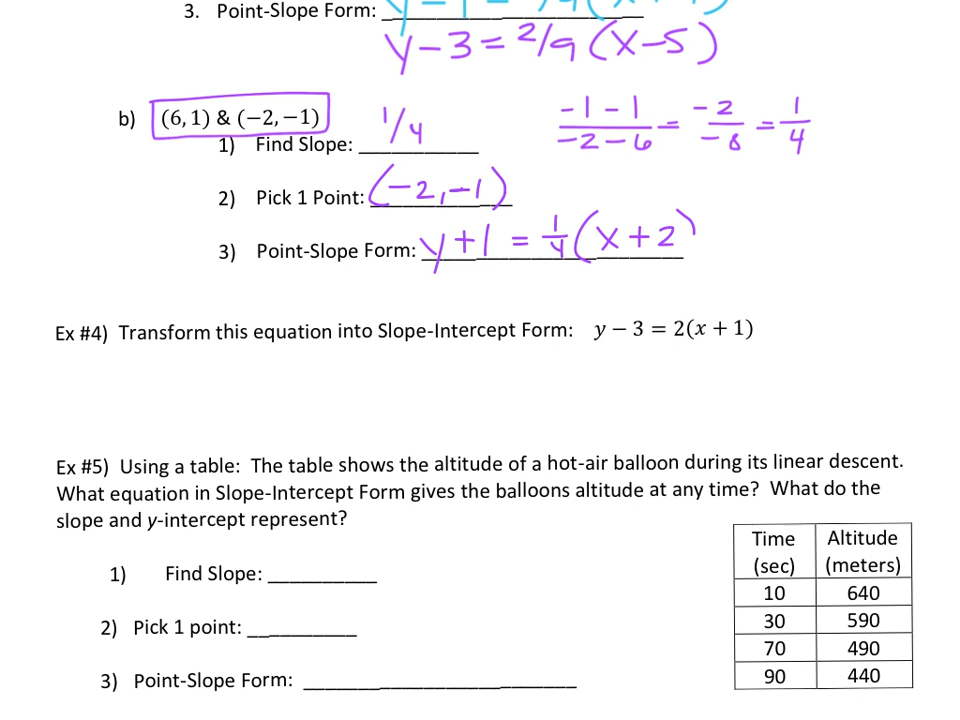 3. Point-Slope Form:
y-3=2/9(x-5)
b) (6, 1) & (−2, −1)
1) Find Slope: 1/4
-1-1/-2-6 = -2/-8 = 1/4
2) Pick 1 Point: (-2,-1)
3) Point-Slope Form: y+1 = 1/4(x+2)
Ex #4) Transform this equation into Slope-Intercept Form: y − 3 = 2(x + 1)
Ex #5) Using a table: The table shows the altitude of a hot-air balloon during its linear descent.
What equation in Slope-Intercept Form gives the balloons altitude at any time? What do the
slope and y-intercept represent?
1) Find Slope:
2) Pick 1 point:
3) Point-Slope Form:
Time (sec) Altitude (meters)
10 640
30 590
70 490
90 440